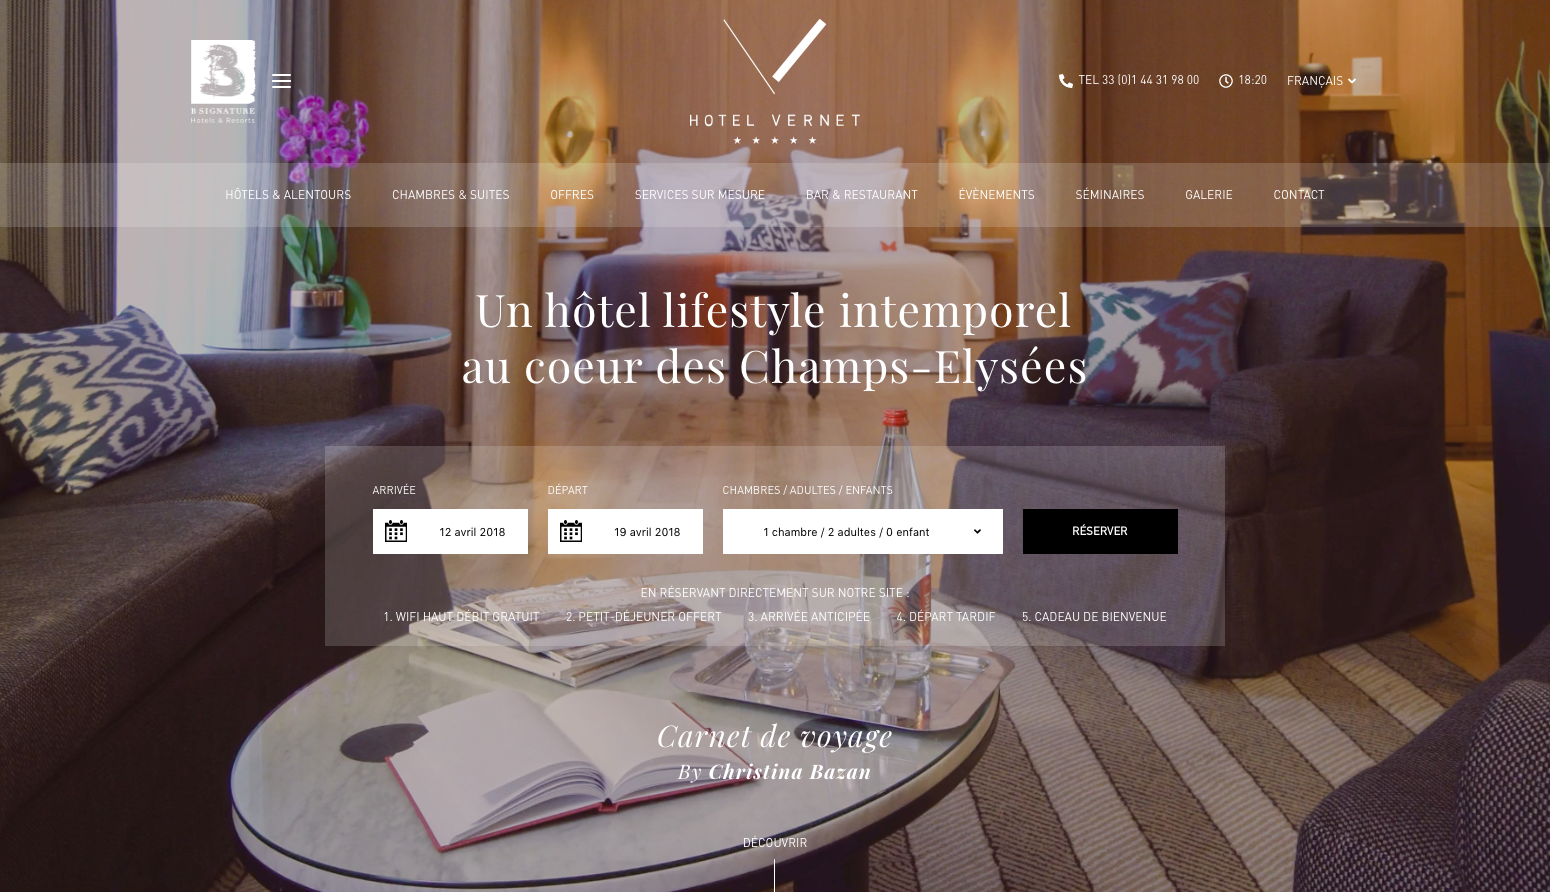 B SIGNATURE
Hotels & Resorts
HOTEL VERNET
TEL 33 (0)1 44 31 98 00
18:20
FRANÇAIS
HÔTELS & ALENTOURS
CHAMBRES & SUITES
OFFRES
SERVICES SUR MESURE
BAR & RESTAURANT
ÉVÈNEMENTS
SÉMINAIRES
GALERIE
CONTACT
Un hôtel lifestyle intemporel
au coeur des Champs-Elysées
ARRIVÉE
DÉPART
CHAMBRES / ADULTES / ENFANTS
12 avril 2018
19 avril 2018
1 chambre / 2 adultes / 0 enfant
RÉSERVER
EN RÉSERVANT DIRECTEMENT SUR NOTRE SITE :
1. WIFI HAUT DÉBIT GRATUIT
2. PETIT-DÉJEUNER OFFERT
3. ARRIVÉE ANTICIPÉE
4. DÉPART TARDIF
5. CADEAU DE BIENVENUE
Carnet de voyage
By Christina Bazan
DÉCOUVRIR